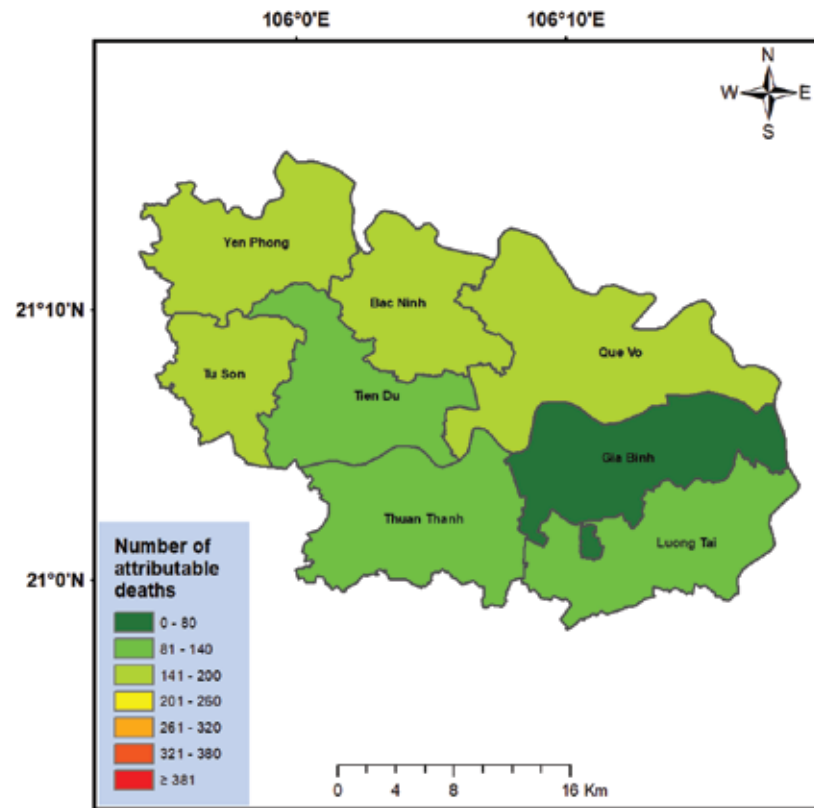 106°0'E 106°10'E
N
W E
S
Yen Phong
Bac Ninh
21°10'N
Que Vo
Tu Son
Tien Du
Gia Binh
Thuan Thanh
Luong Tai
21°0'N
Number of
attributable
deaths
0 - 80
81 - 140
141 - 200
201 - 260
261 - 320
321 - 380
≥ 381
0 4 8 16 Km